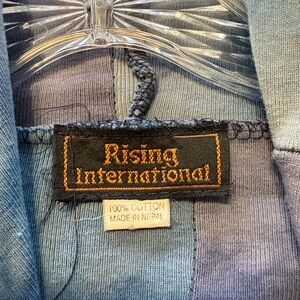 Rising
International
100% COTTON
MADE IN NEPAL